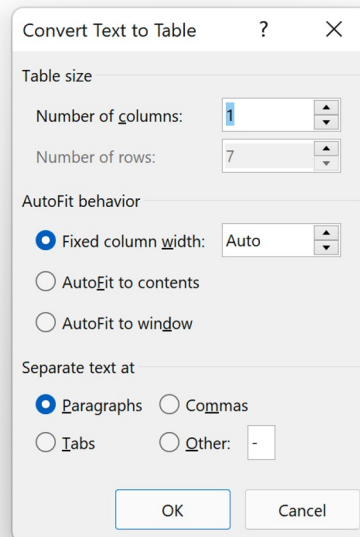 Convert Text to Table ?
Table size
Number of columns: 1
Number of rows: 7
AutoFit behavior
Fixed column width: Auto
AutoFit to contents
AutoFit to window
Separate text at
Paragraphs Commas
Tabs Other: -
OK Cancel